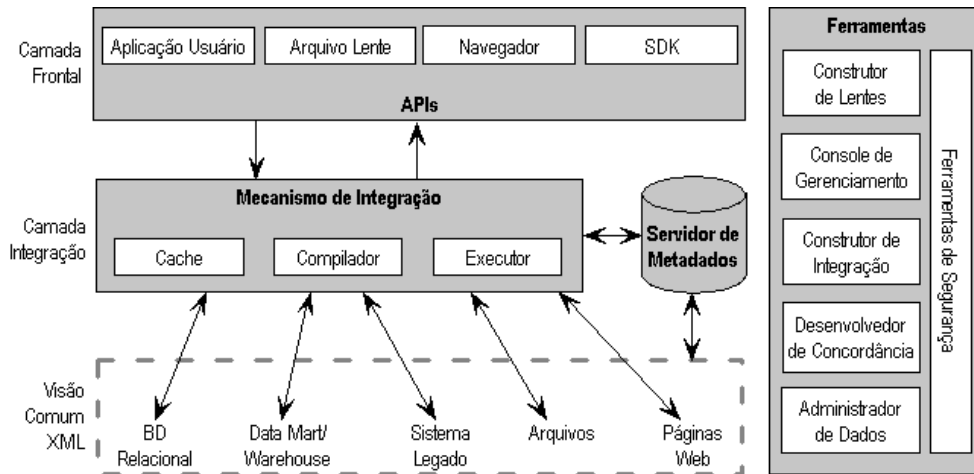 Camada
Frontal
Aplicação Usuário
Arquivo Lente
Navegador
SDK
APIs
Camada
Integração
Mecanismo de Integração
Cache
Compilador
Executor
Servidor de
Metadados
Visão
Comum
XML
BD
Relacional
Data Mart/
Warehouse
Sistema
Legado
Arquivos
Páginas
Web
Ferramentas
Construtor
de Lentes
Console de
Gerenciamento
Construtor de
Integração
Desenvolvedor
de Concordância
Administrador
de Dados
Ferramentas de Segurança